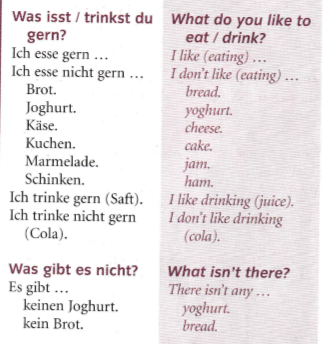 Was isst / trinkst du
gern?
Ich esse gern …
Ich esse nicht gern …
Brot.
Joghurt.
Käse.
Kuchen.
Marmelade.
Schinken.
Ich trinke gern (Saft).
Ich trinke nicht gern
(Cola).
Was gibt es nicht?
Es gibt …
keinen Joghurt.
kein Brot.
What do you like to
eat / drink?
I like (eating) …
I don't like (eating) …
bread.
yoghurt.
cheese.
cake.
jam.
ham.
I like drinking (juice).
I don't like drinking
(cola).
What isn't there?
There isn't any …
yoghurt.
bread.